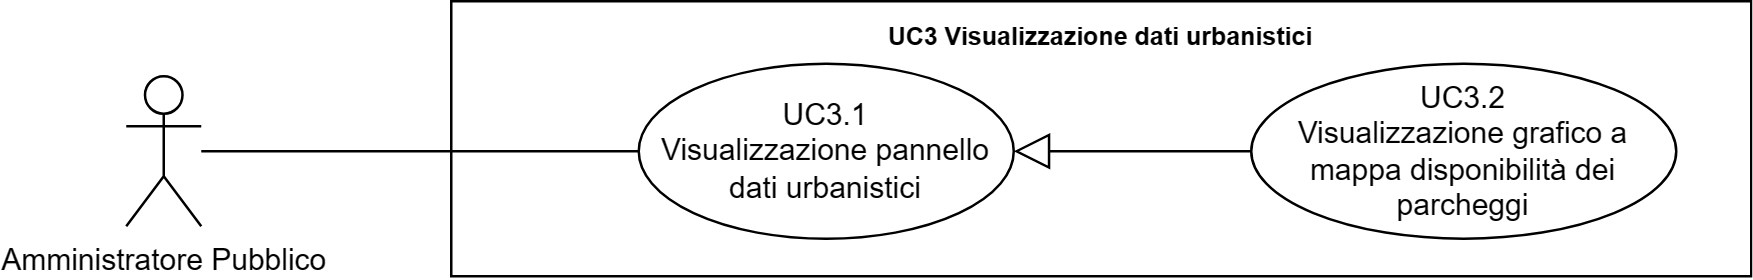 UC3 Visualizzazione dati urbanistici
UC3.1
Visualizzazione pannello
dati urbanistici
UC3.2
Visualizzazione grafico a
mappa disponibilità dei
parcheggi
Amministratore Pubblico